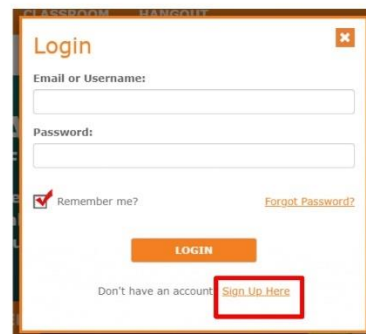 CLASSROOM HANGOUT
Login
Email or Username:
Password:
Remember me?
Forgot Password?
LOGIN
Don't have an account Sign Up Here